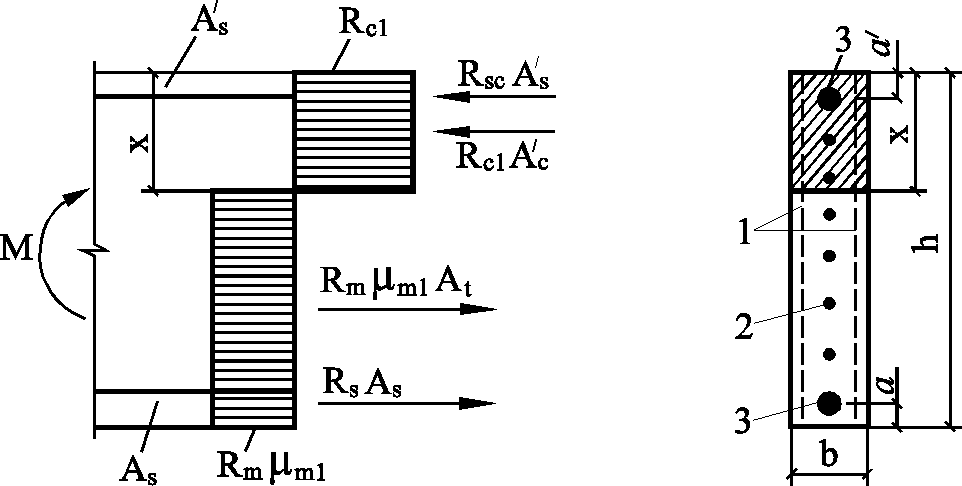 A′s
Rc1
Rsc A′s
Rc1 A′c
x
M
Rm μm1 At
Rs As
As
Rm μm1
3
a′
x
h
1
2
3
a
b